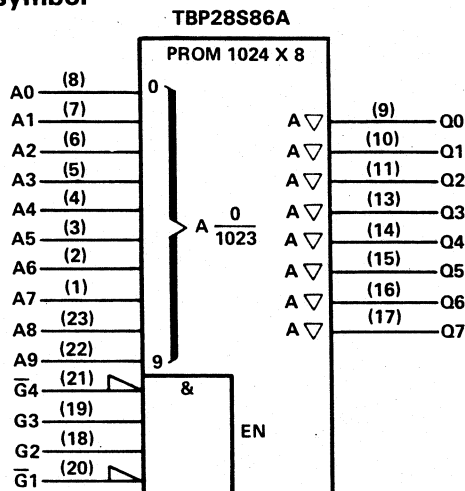 symbol
TBP28S86A
PROM 1024 X 8
A0 (8) 0
A1 (7) A ▽ (9) Q0
A2 (6) A ▽ (10) Q1
A3 (5) A ▽ (11) Q2
A4 (4) A ▽ (13) Q3
A5 (3) A 0/1023 A ▽ (14) Q4
A6 (2) A ▽ (15) Q5
A7 (1) A ▽ (16) Q6
A8 (23) A ▽ (17) Q7
A9 (22) 9
G̅4 (21) &
G3 (19) EN
G2 (18)
G̅1 (20)